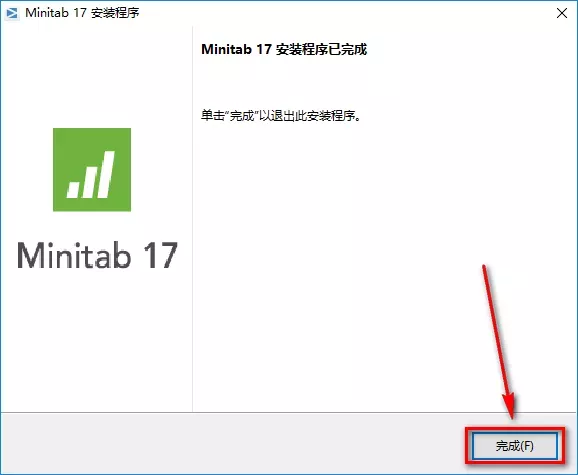 Minitab 17 安装程序
Minitab 17 安装程序已完成
单击“完成”以退出此安装程序。
Minitab 17
完成(F)